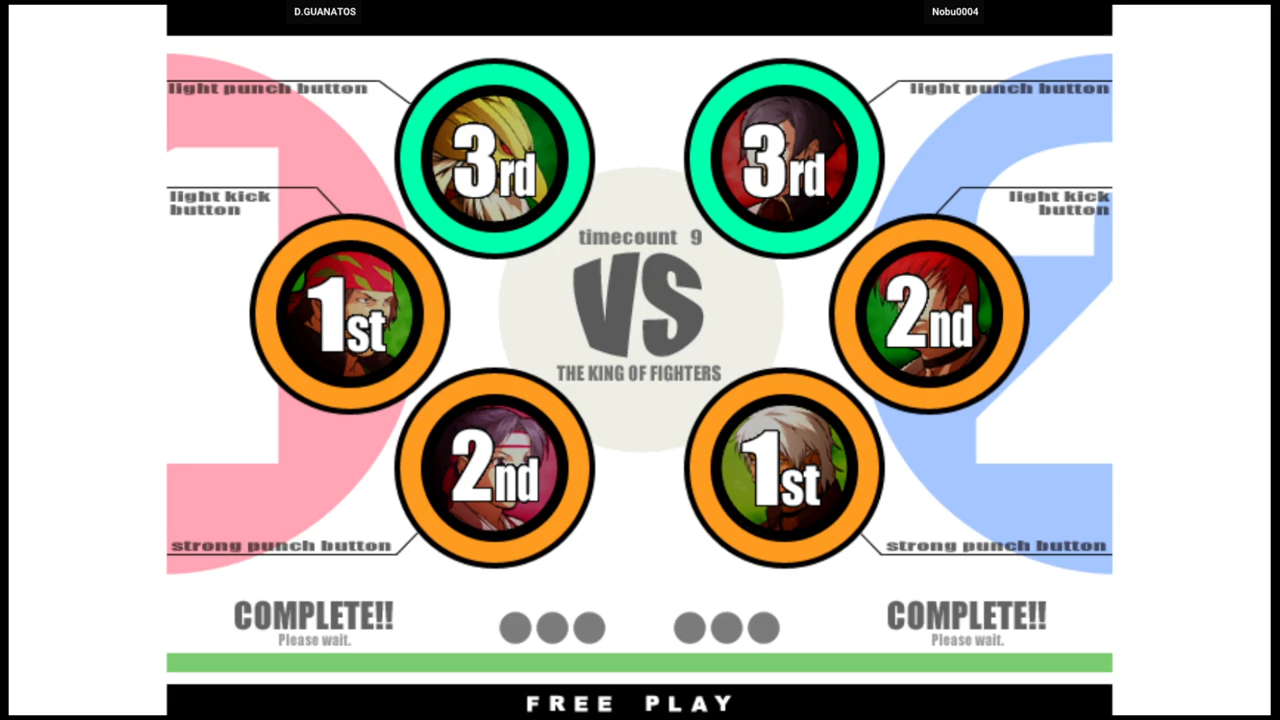 D.GUANATOS
Nobu0004
light punch button
light punch button
3rd
3rd
light kick
button
light kick
button
timecount 9
VS
THE KING OF FIGHTERS
1st
2nd
2nd
1st
strong punch button
strong punch button
COMPLETE!!
Please wait.
COMPLETE!!
Please wait.
FREE PLAY
1
2